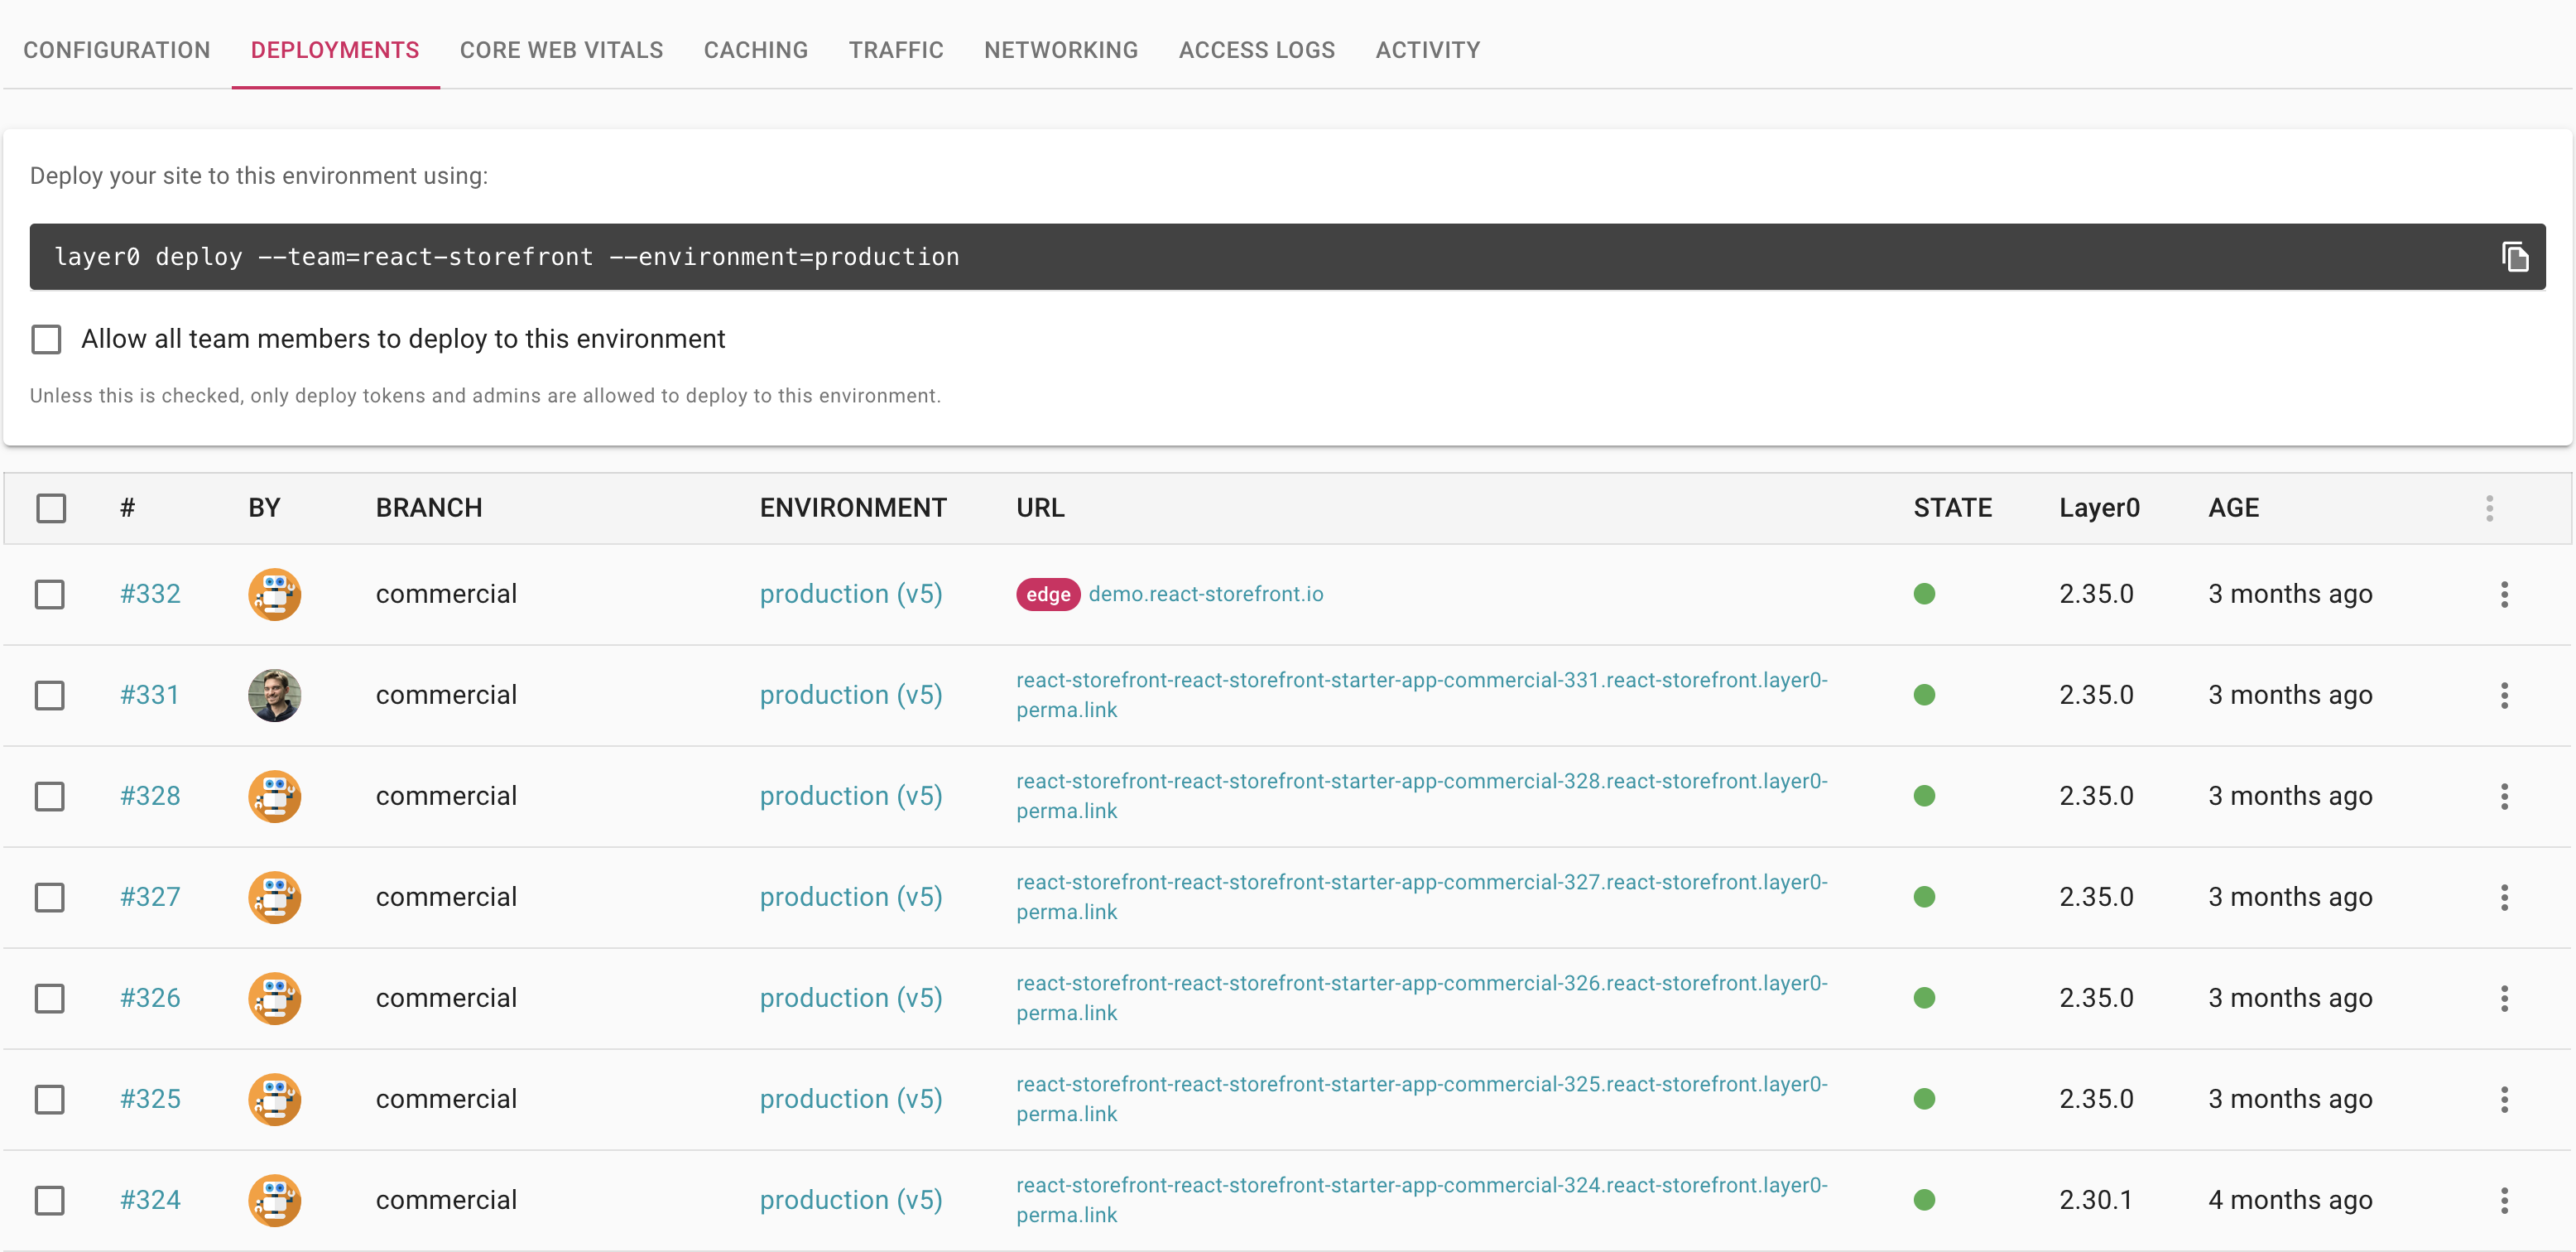 CONFIGURATION DEPLOYMENTS CORE WEB VITALS CACHING TRAFFIC NETWORKING ACCESS LOGS ACTIVITY
Deploy your site to this environment using:
layer0 deploy --team=react-storefront --environment=production
Allow all team members to deploy to this environment
Unless this is checked, only deploy tokens and admins are allowed to deploy to this environment.
# BY BRANCH ENVIRONMENT URL STATE Layer0 AGE
#332 commercial production (v5) edge demo.react-storefront.io 2.35.0 3 months ago
#331 commercial production (v5) react-storefront-react-storefront-starter-app-commercial-331.react-storefront.layer0- 2.35.0 3 months ago
perma.link
#328 commercial production (v5) react-storefront-react-storefront-starter-app-commercial-328.react-storefront.layer0- 2.35.0 3 months ago
perma.link
#327 commercial production (v5) react-storefront-react-storefront-starter-app-commercial-327.react-storefront.layer0- 2.35.0 3 months ago
perma.link
#326 commercial production (v5) react-storefront-react-storefront-starter-app-commercial-326.react-storefront.layer0- 2.35.0 3 months ago
perma.link
#325 commercial production (v5) react-storefront-react-storefront-starter-app-commercial-325.react-storefront.layer0- 2.35.0 3 months ago
perma.link
#324 commercial production (v5) react-storefront-react-storefront-starter-app-commercial-324.react-storefront.layer0- 2.30.1 4 months ago
perma.link